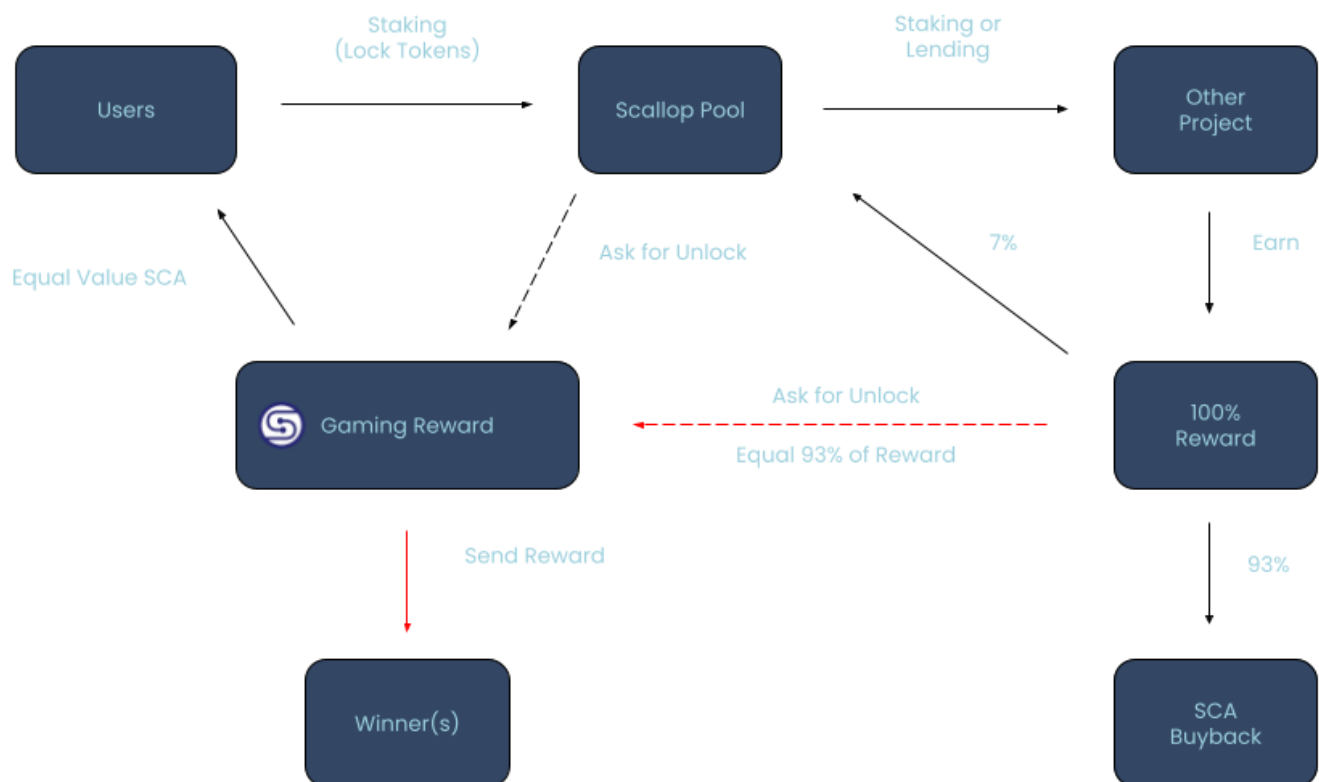 Staking
(Lock Tokens)
Staking or
Lending
Users
Scallop Pool
Other
Project
Ask for Unlock
7%
Earn
Equal Value SCA
Gaming Reward
Ask for Unlock
Equal 93% of Reward
100%
Reward
Send Reward
93%
Winner(s)
SCA
Buyback